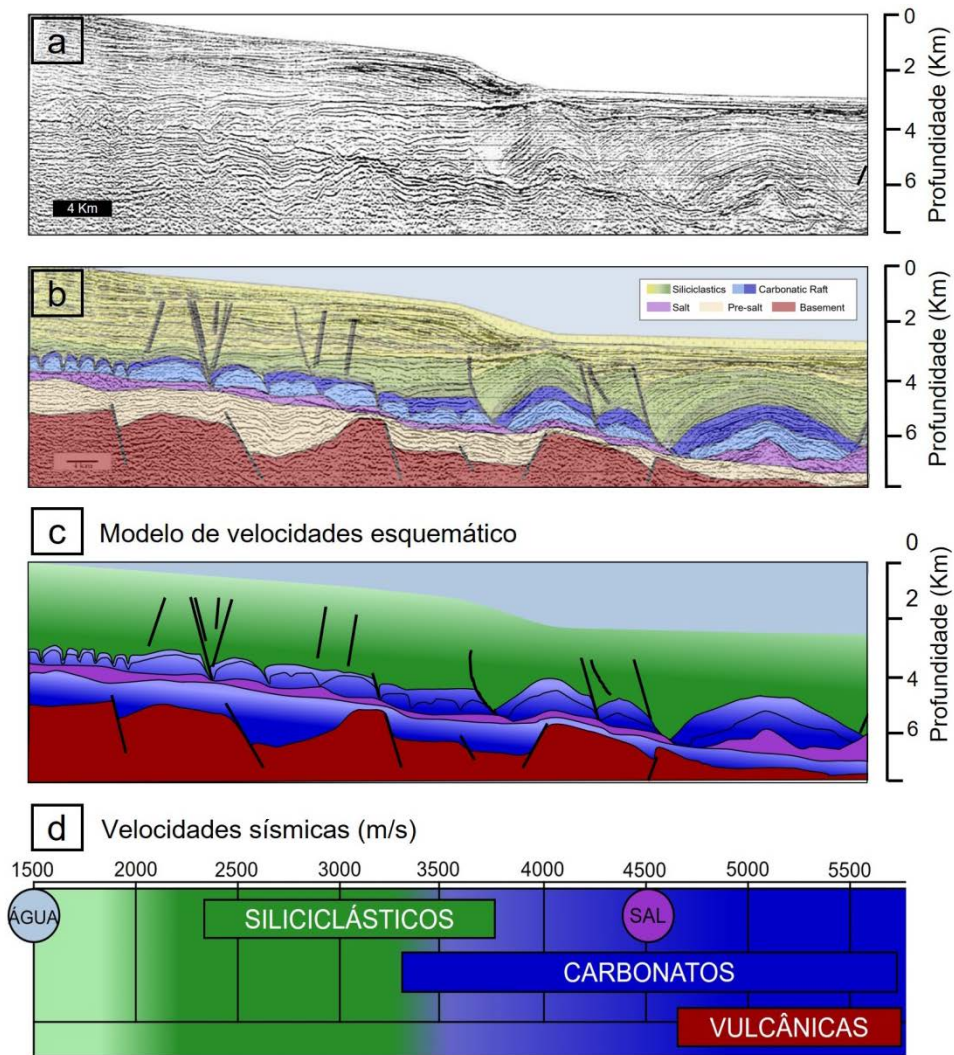 a
0
2
4
6
Profundidade (Km)
4 Km
b
Siliciclastics Carbonatic Raft
Salt Pre-salt Basement
0
2
4
6
Profundidade (Km)
c Modelo de velocidades esquemático
0
2
4
6
Profundidade (Km)
d Velocidades sísmicas (m/s)
1500 2000 2500 3000 3500 4000 4500 5000 5500
ÁGUA SILICICLÁSTICOS SAL
CARBONATOS
VULCÂNICAS